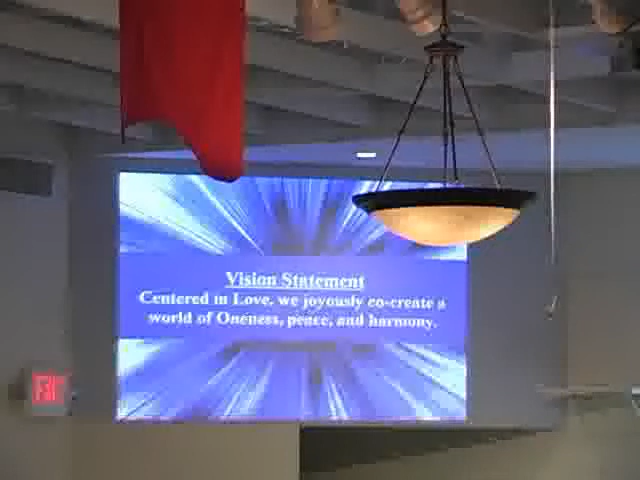 Vision Statement
Centered in Love, we joyously co-create a
world of Oneness, peace, and harmony.
EXIT